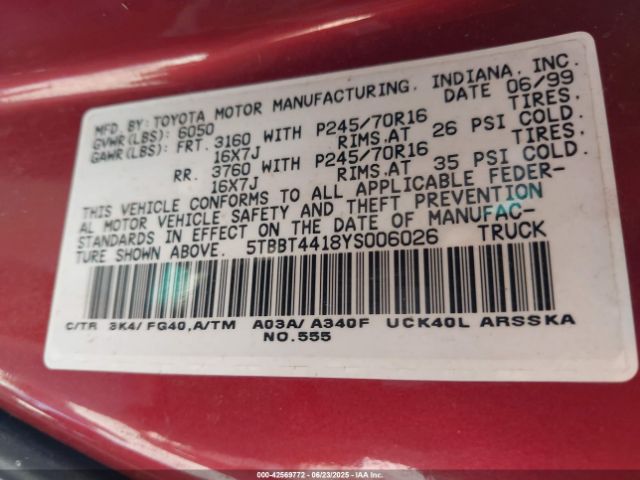 MFD. BY: TOYOTA MOTOR MANUFACTURING, INDIANA, INC.
GVWR(LBS): 6050 DATE 06/99
GAWR(LBS): FRT. 3160 WITH P245/70R16 TIRES.
16X7J RIMS.AT 26 PSI COLD.
RR. 3760 WITH P245/70R16 TIRES.
16X7J RIMS.AT 35 PSI COLD.
THIS VEHICLE CONFORMS TO ALL APPLICABLE FEDER-
AL MOTOR VEHICLE SAFETY AND THEFT PREVENTION
STANDARDS IN EFFECT ON THE DATE OF MANUFAC-
TURE SHOWN ABOVE. 5TBBT4418YS006026 TRUCK
C/TR 3K4/ FG40,A/TM A03A/ A340F UCK40L ARSSKA
NO.555
000-42569772 - 06/23/2025 - IAAI.COM